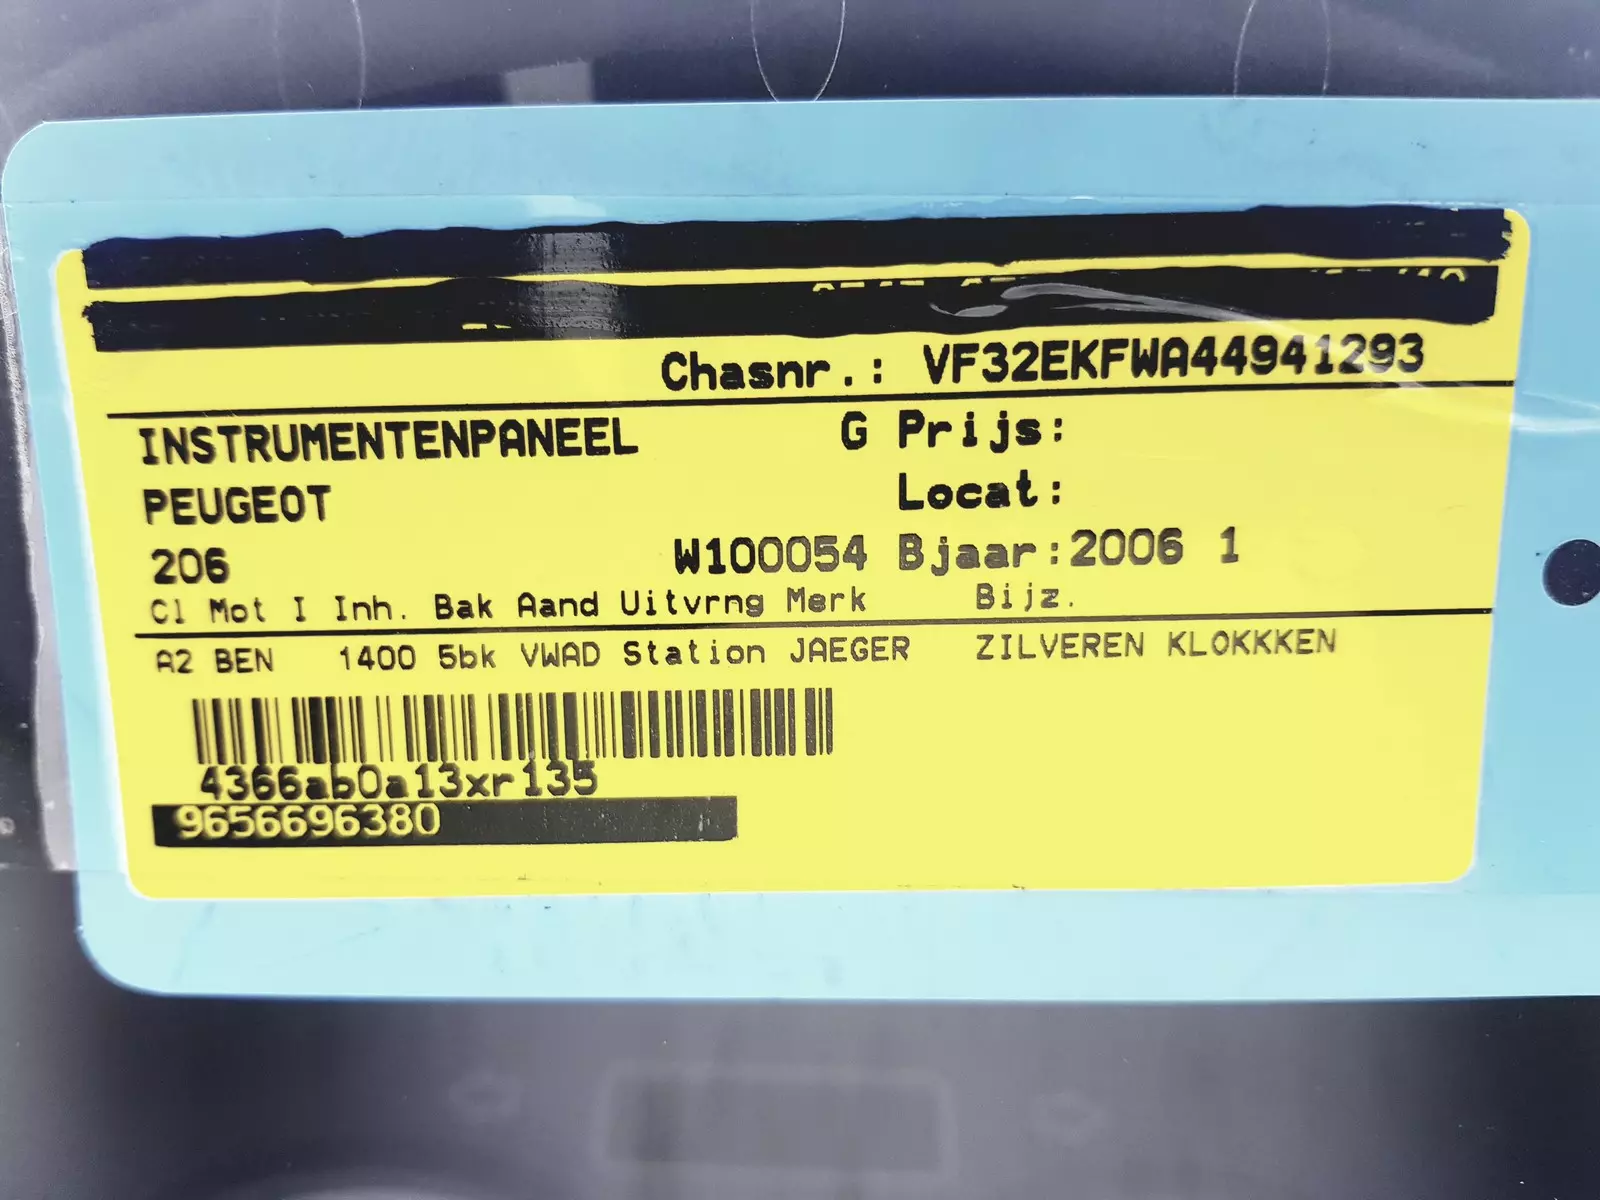 Chasnr.: VF32EKFWA44941293
INSTRUMENTENPANEEL G Prijs:
PEUGEOT Locat:
206 W100054 Bjaar:2006 1
Cl Mot I Inh. Bak Aand Uitvrng Merk Bijz.
A2 BEN 1400 5bk VWAD Station JAEGER ZILVEREN KLOKKKEN
4366ab0a13xr135
9656696380